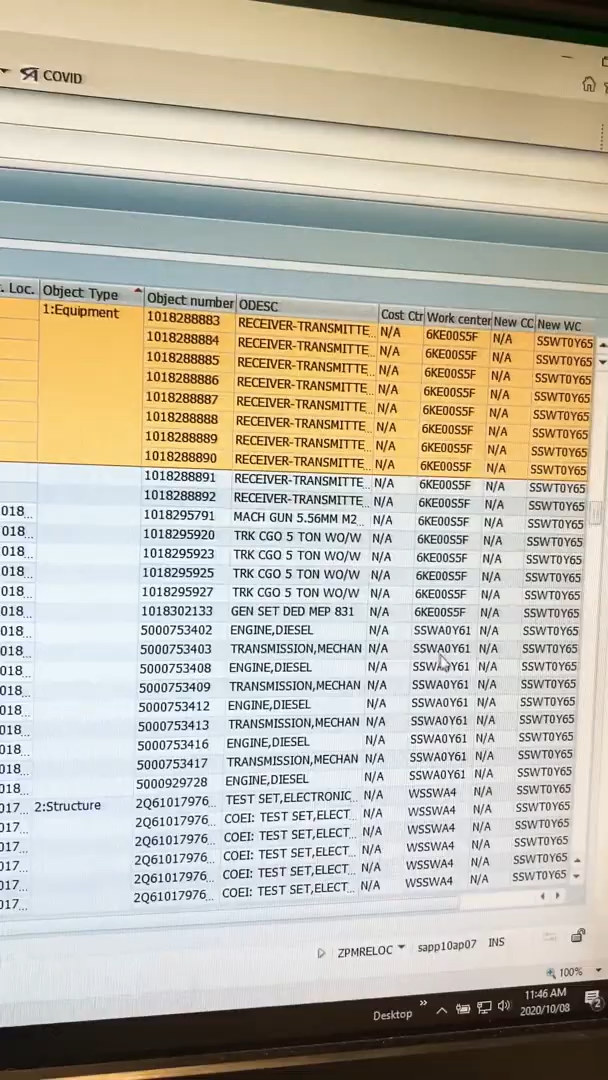 COVID
. Loc. Object Type Object number ODESC Cost Ctr Work center New CC New WC
1:Equipment 1018288883 RECEIVER-TRANSMITTE... N/A 6KE00S5F N/A SSWT0Y65
1018288884 RECEIVER-TRANSMITTE... N/A 6KE00S5F N/A SSWT0Y65
1018288885 RECEIVER-TRANSMITTE... N/A 6KE00S5F N/A SSWT0Y65
1018288886 RECEIVER-TRANSMITTE... N/A 6KE00S5F N/A SSWT0Y65
1018288887 RECEIVER-TRANSMITTE... N/A 6KE00S5F N/A SSWT0Y65
1018288888 RECEIVER-TRANSMITTE... N/A 6KE00S5F N/A SSWT0Y65
1018288889 RECEIVER-TRANSMITTE... N/A 6KE00S5F N/A SSWT0Y65
1018288890 RECEIVER-TRANSMITTE... N/A 6KE00S5F N/A SSWT0Y65
1018288891 RECEIVER-TRANSMITTE... N/A 6KE00S5F N/A SSWT0Y65
1018288892 RECEIVER-TRANSMITTE... N/A 6KE00S5F N/A SSWT0Y65
018... 1018295791 MACH GUN 5.56MM M2... N/A 6KE00S5F N/A SSWT0Y65
018... 1018295920 TRK CGO 5 TON WO/W N/A 6KE00S5F N/A SSWT0Y65
018... 1018295923 TRK CGO 5 TON WO/W N/A 6KE00S5F N/A SSWT0Y65
018... 1018295925 TRK CGO 5 TON WO/W N/A 6KE00S5F N/A SSWT0Y65
018... 1018295927 TRK CGO 5 TON WO/W N/A 6KE00S5F N/A SSWT0Y65
018... 1018302133 GEN SET DED MEP 831 N/A 6KE00S5F N/A SSWT0Y65
018... 5000753402 ENGINE,DIESEL N/A SSWA0Y61 N/A SSWT0Y65
018... 5000753403 TRANSMISSION,MECHAN N/A SSWA0Y61 N/A SSWT0Y65
018... 5000753408 ENGINE,DIESEL N/A SSWA0Y61 N/A SSWT0Y65
018... 5000753409 TRANSMISSION,MECHAN N/A SSWA0Y61 N/A SSWT0Y65
018... 5000753412 ENGINE,DIESEL N/A SSWA0Y61 N/A SSWT0Y65
018... 5000753413 TRANSMISSION,MECHAN N/A SSWA0Y61 N/A SSWT0Y65
018... 5000753416 ENGINE,DIESEL N/A SSWA0Y61 N/A SSWT0Y65
018... 5000753417 TRANSMISSION,MECHAN N/A SSWA0Y61 N/A SSWT0Y65
018... 5000929728 ENGINE,DIESEL N/A SSWA0Y61 N/A SSWT0Y65
017... 2:Structure 2Q61017976... TEST SET,ELECTRONIC... N/A WSSWA4 N/A SSWT0Y65
017... 2Q61017976... COEI: TEST SET,ELECT... N/A WSSWA4 N/A SSWT0Y65
017... 2Q61017976... COEI: TEST SET,ELECT... N/A WSSWA4 N/A SSWT0Y65
017... 2Q61017976... COEI: TEST SET,ELECT... N/A WSSWA4 N/A SSWT0Y65
017... 2Q61017976... COEI: TEST SET,ELECT... N/A WSSWA4 N/A SSWT0Y65
017... 2Q61017976... COEI: TEST SET,ELECT... N/A WSSWA4 N/A SSWT0Y65
ZPMRELOC sapp10ap07 INS
100%
Desktop 11:46 AM
2020/10/08
2